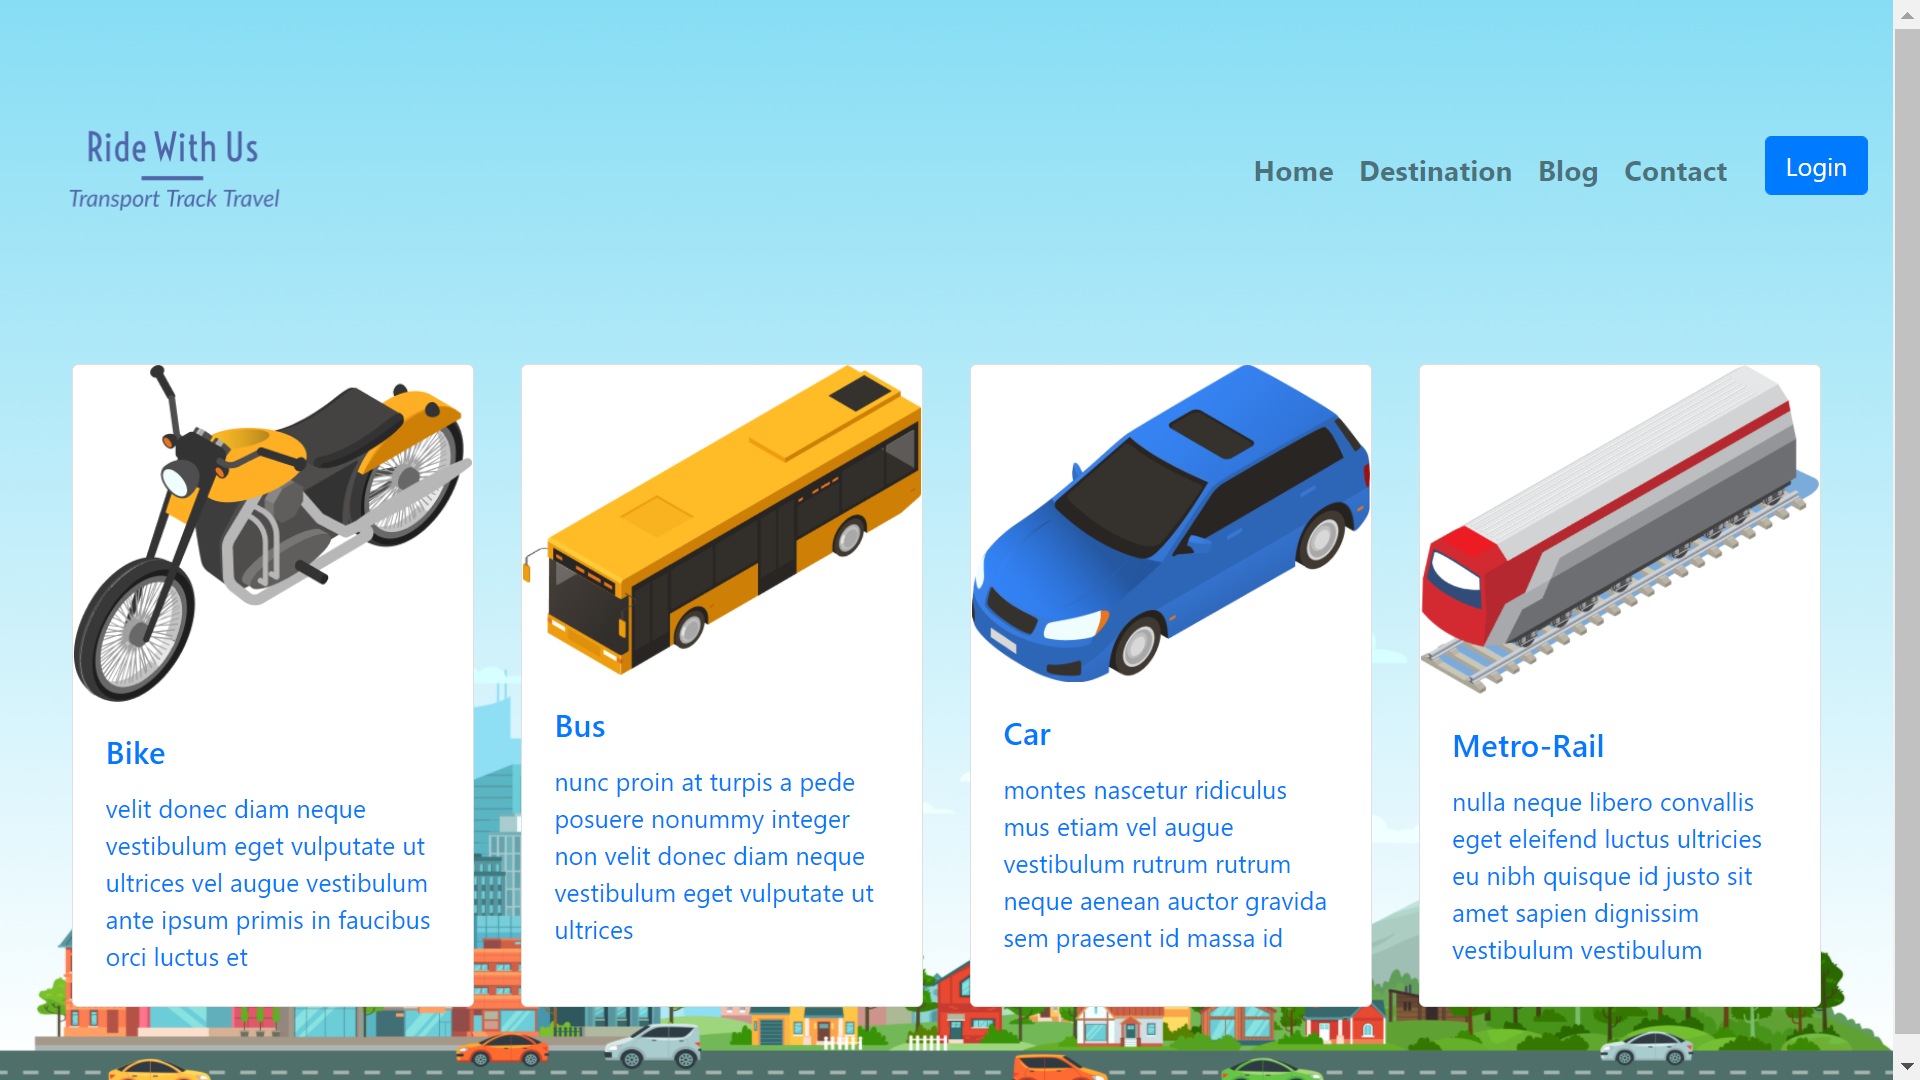 Ride With Us
Transport Track Travel
Home
Destination
Blog
Contact
Login
Bike
velit donec diam neque
vestibulum eget vulputate ut
ultrices vel augue vestibulum
ante ipsum primis in faucibus
orci luctus et
Bus
nunc proin at turpis a pede
posuere nonummy integer
non velit donec diam neque
vestibulum eget vulputate ut
ultrices
Car
montes nascetur ridiculus
mus etiam vel augue
vestibulum rutrum rutrum
neque aenean auctor gravida
sem praesent id massa id
Metro-Rail
nulla neque libero convallis
eget eleifend luctus ultricies
eu nibh quisque id justo sit
amet sapien dignissim
vestibulum vestibulum